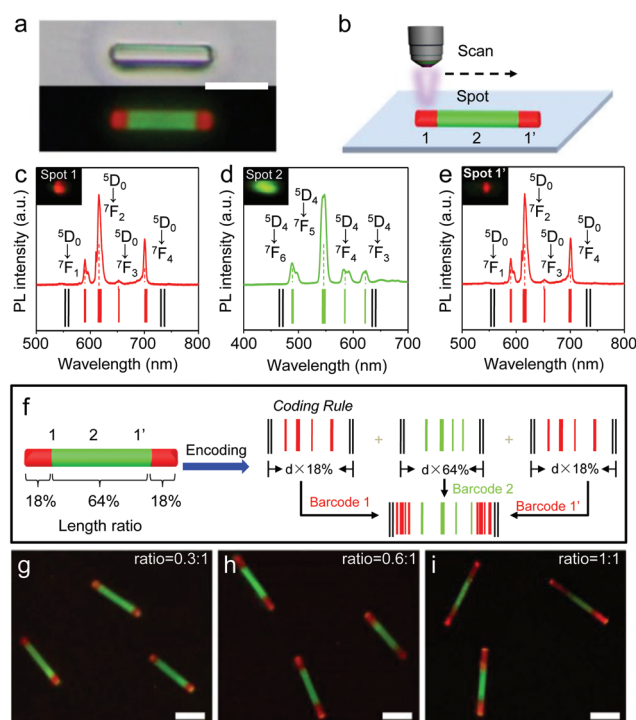 a
b
Scan
Spot
1 2 1'
c
Spot 1
⁵D₀
↓
⁷F₁
⁵D₀
↓
⁷F₂
⁵D₀
↓
⁷F₃
⁵D₀
↓
⁷F₄
PL intensity (a.u.)
500 600 700 800
Wavelength (nm)
d
Spot 2
⁵D₄
↓
⁷F₆
⁵D₄
↓
⁷F₅
⁵D₄
↓
⁷F₄
⁵D₄
↓
⁷F₃
PL intensity (a.u.)
400 500 600 700
Wavelength (nm)
e
Spot 1'
⁵D₀
↓
⁷F₁
⁵D₀
↓
⁷F₂
⁵D₀
↓
⁷F₃
⁵D₀
↓
⁷F₄
PL intensity (a.u.)
500 600 700 800
Wavelength (nm)
f
1 2 1'
18% 64% 18%
Length ratio
Encoding
Coding Rule
+ +
d×18% d×64% d×18%
Barcode 1 Barcode 2 Barcode 1'
g
ratio=0.3:1
h
ratio=0.6:1
i
ratio=1:1